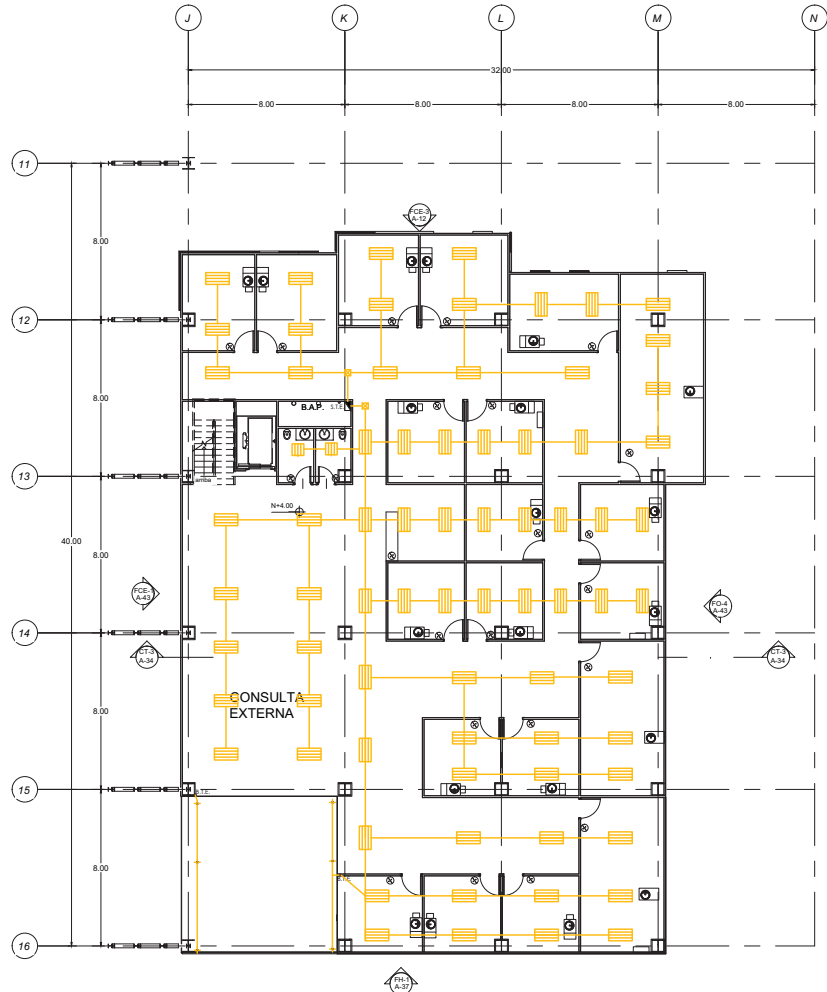 J K L M N
32.00
8.00 8.00 8.00 8.00
11
FCE-3
A-12
8.00
12
8.00
B.A.P. S.T.E.
13
amba
N+4.00
40.00
8.00
FCE-1
A-43
FO-4
A-43
14
CT-3
A-34
CT-3
A-34
8.00
CONSULTA
EXTERNA
15
B.T.E.
8.00
B.T.E.
16
FH-1
A-37